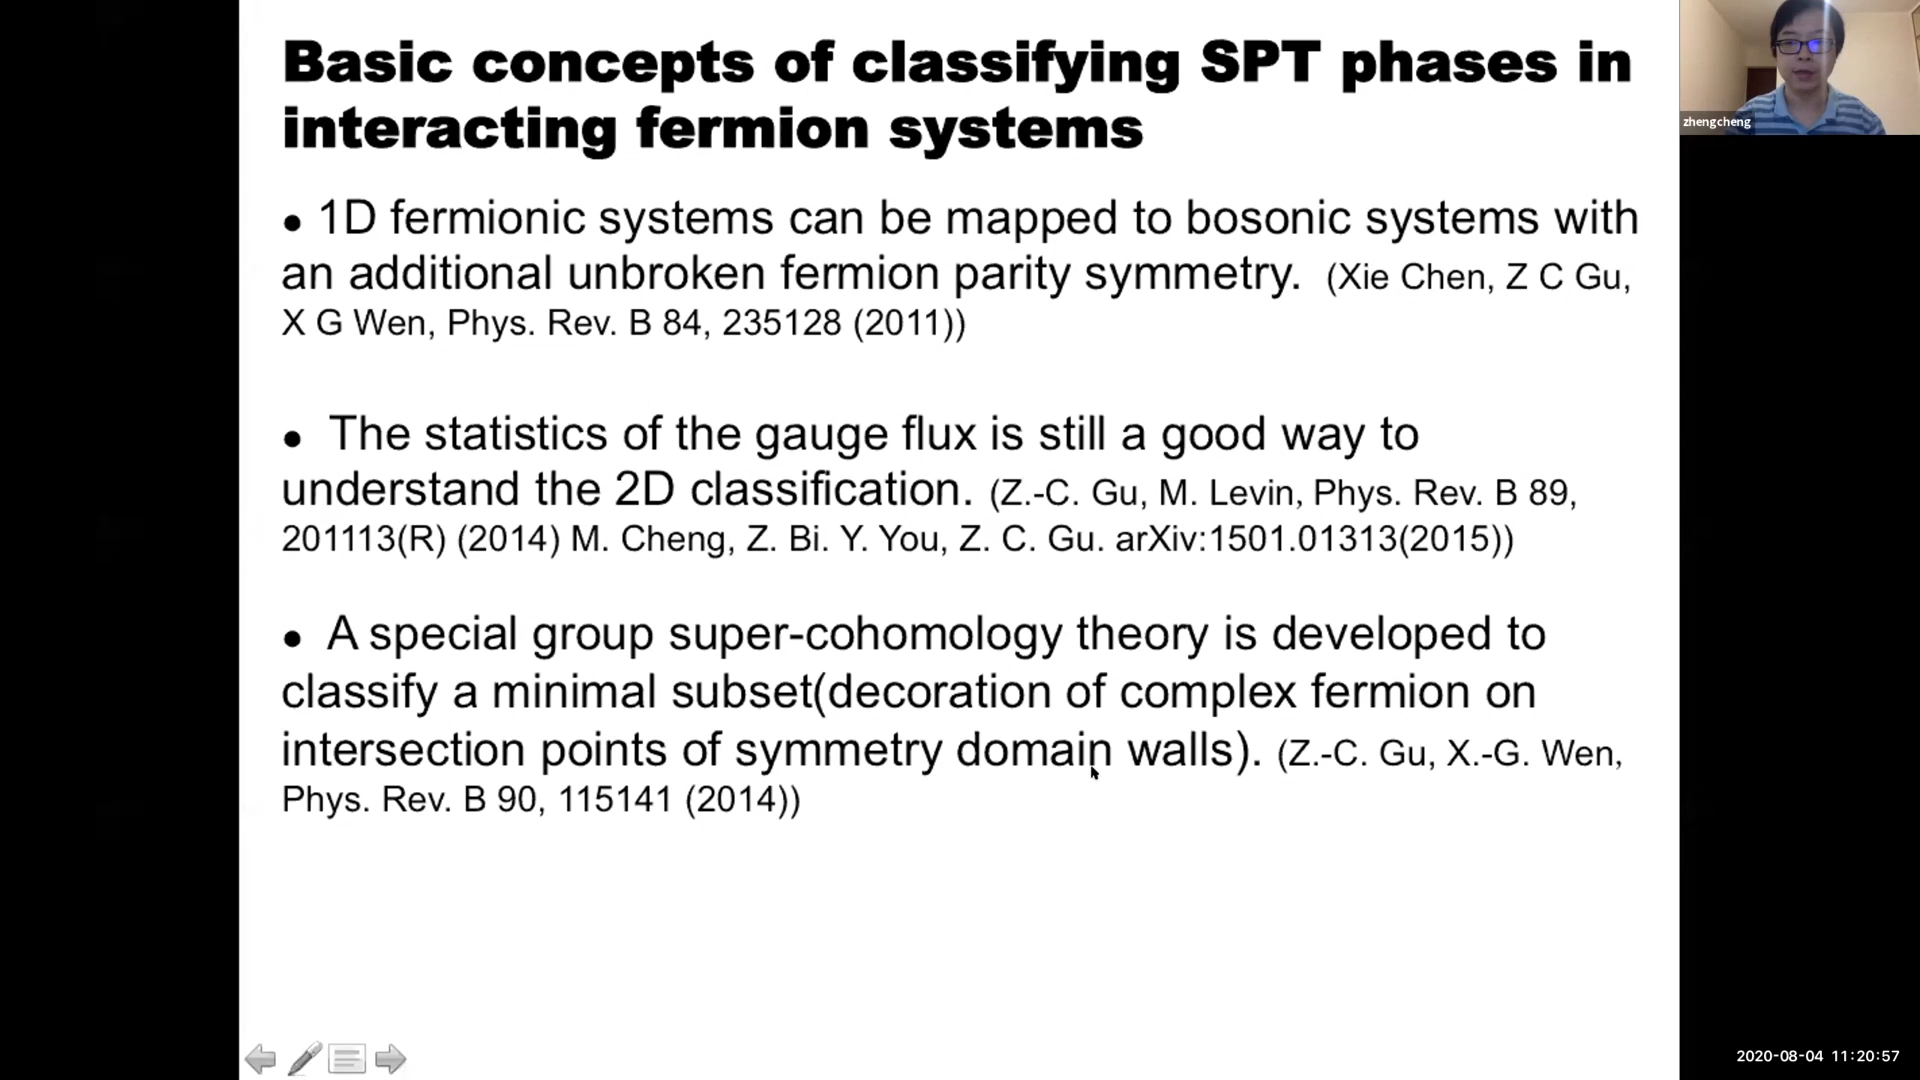 Basic concepts of classifying SPT phases in
interacting fermion systems
• 1D fermionic systems can be mapped to bosonic systems with
an additional unbroken fermion parity symmetry. (Xie Chen, Z C Gu,
X G Wen, Phys. Rev. B 84, 235128 (2011))
• The statistics of the gauge flux is still a good way to
understand the 2D classification. (Z.-C. Gu, M. Levin, Phys. Rev. B 89,
201113(R) (2014) M. Cheng, Z. Bi. Y. You, Z. C. Gu. arXiv:1501.01313(2015))
• A special group super-cohomology theory is developed to
classify a minimal subset(decoration of complex fermion on
intersection points of symmetry domain walls). (Z.-C. Gu, X.-G. Wen,
Phys. Rev. B 90, 115141 (2014))
zhengcheng
2020-08-04 11:20:57